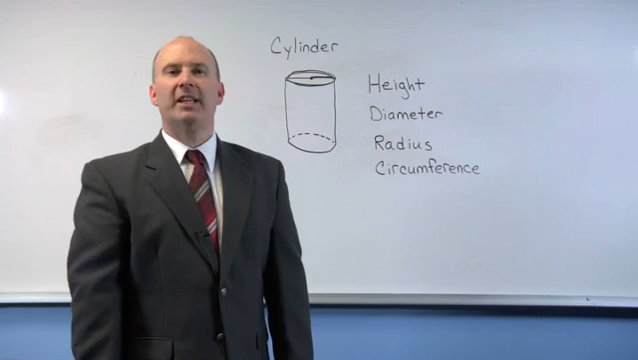 Cylinder
Height
Diameter
Radius
Circumference